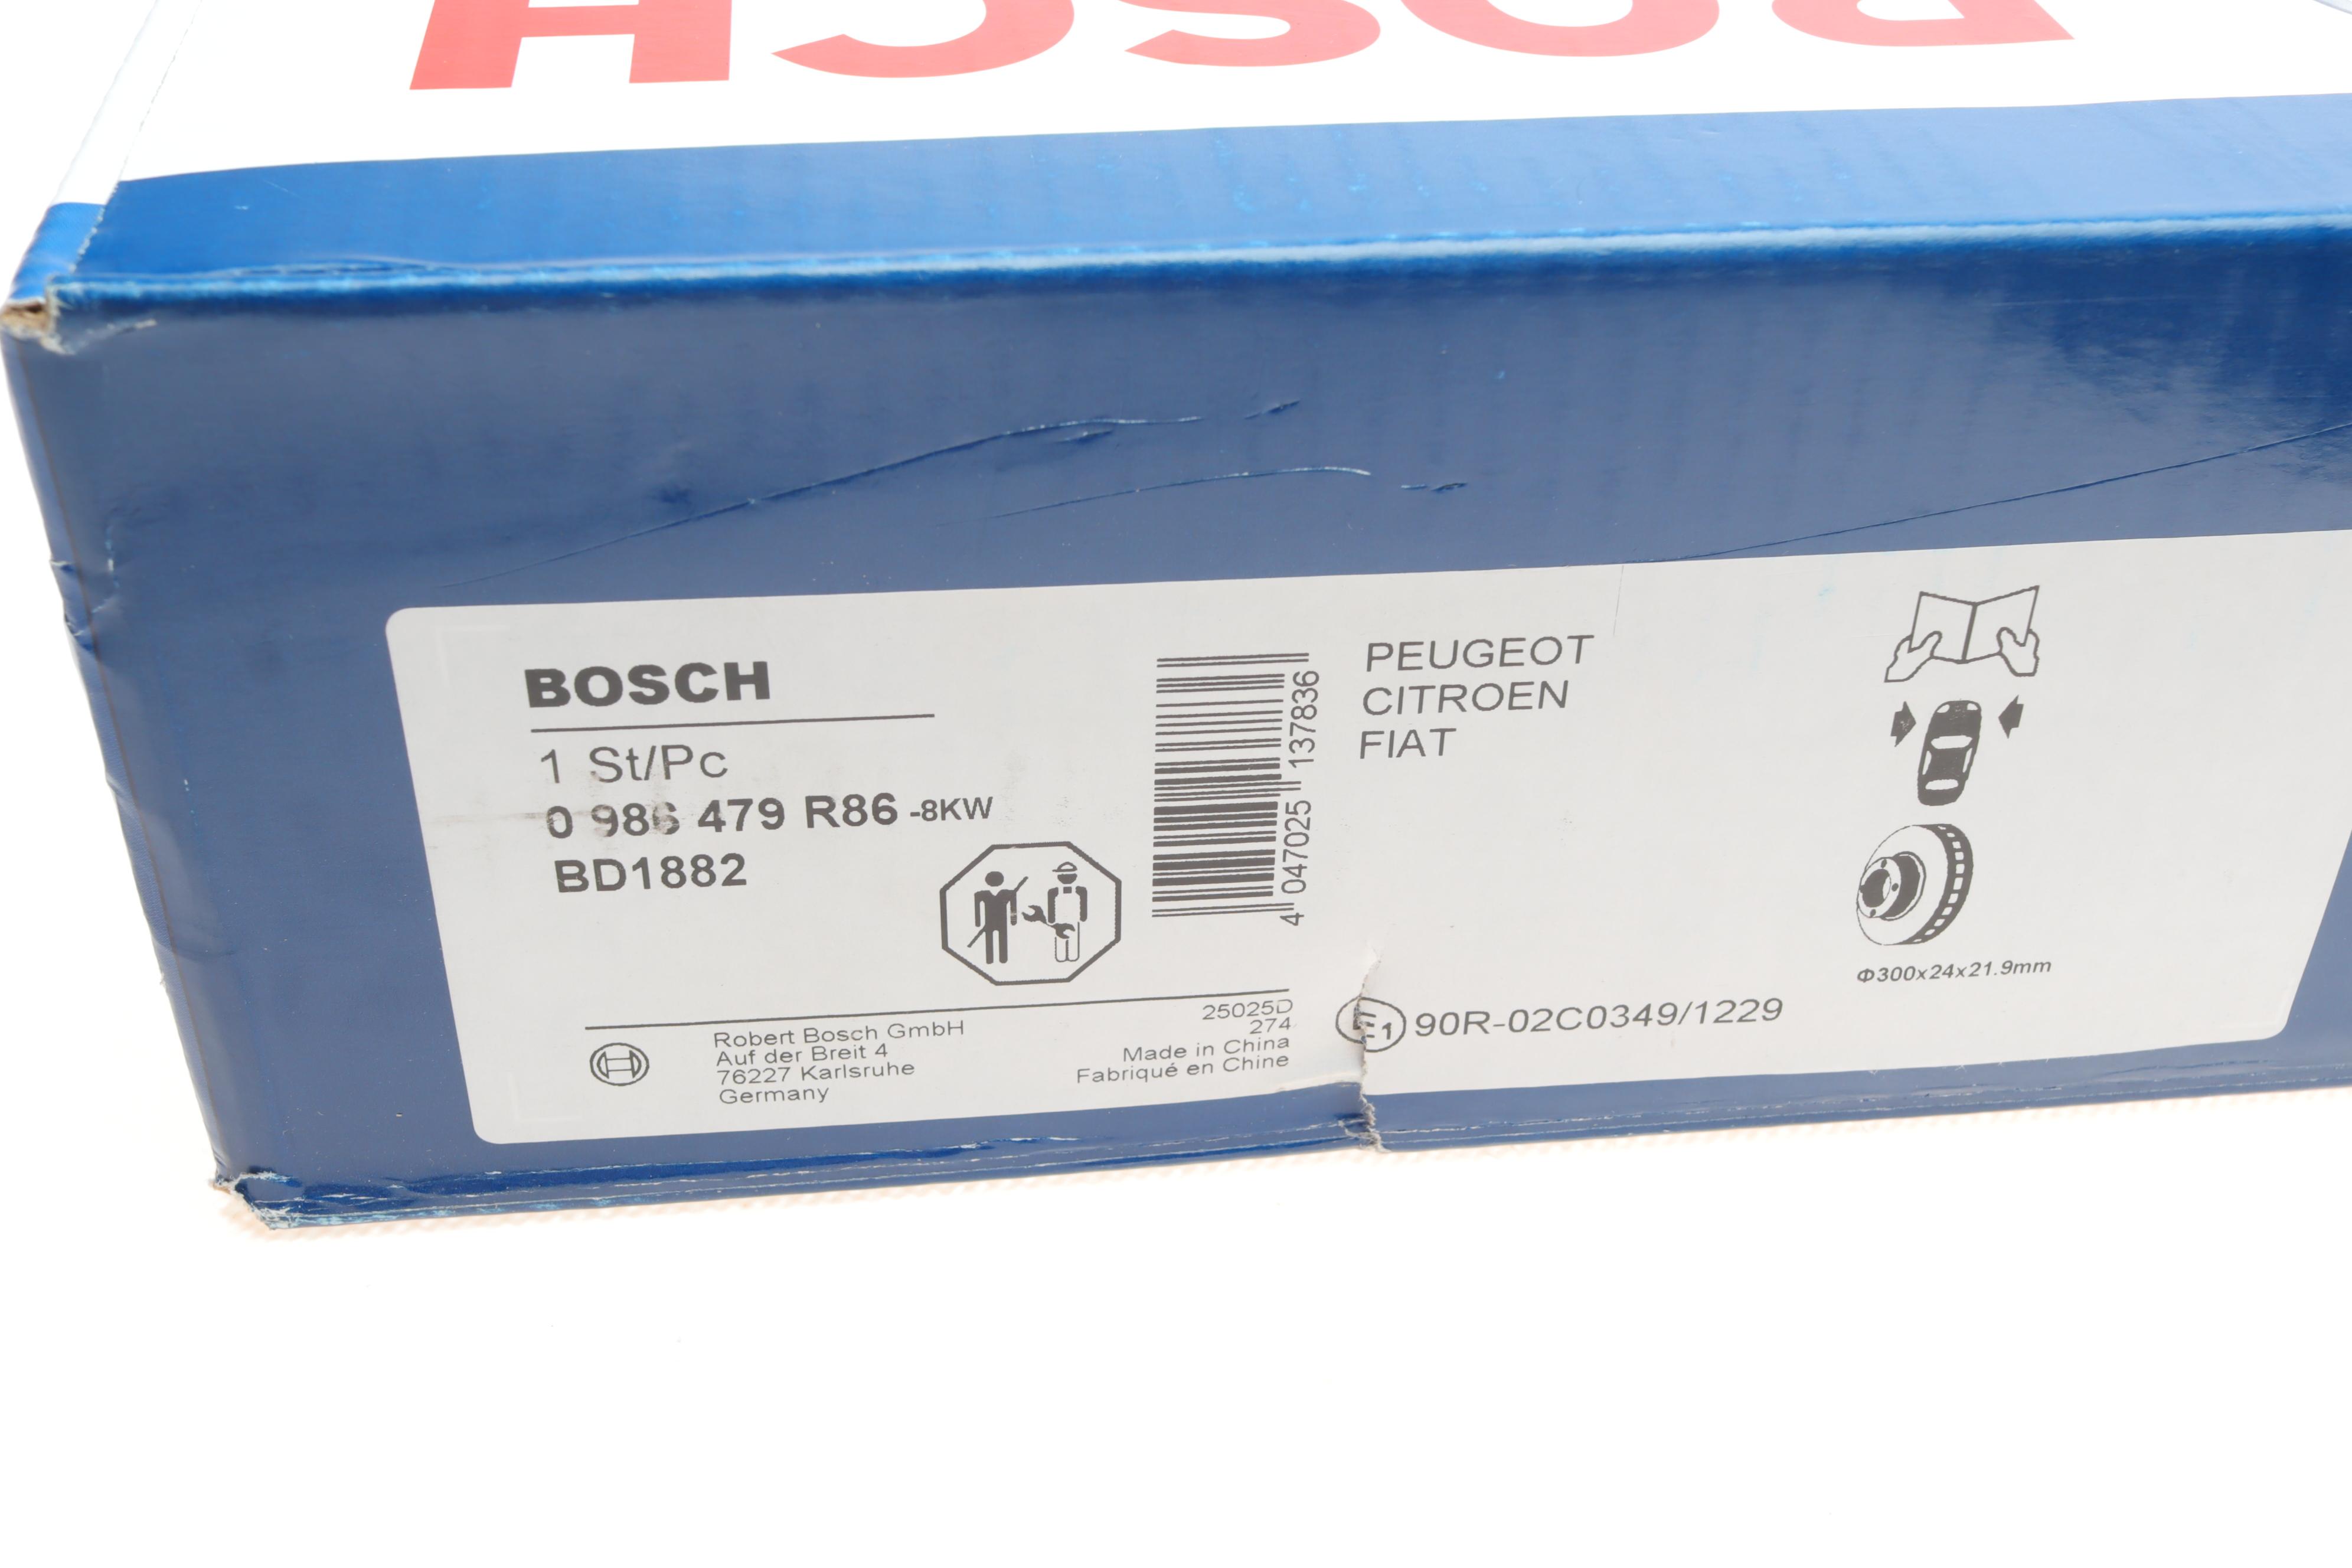 BOSCH
BOSCH
1 St/Pc
0 986 479 R86 -8KW
BD1882
4 047025 137836
PEUGEOT
CITROEN
FIAT
Φ300x24x21.9mm
Robert Bosch GmbH
Auf der Breit 4
76227 Karlsruhe
Germany
25025D
274
Made in China
Fabriqué en Chine
E1 90R-02C0349/1229